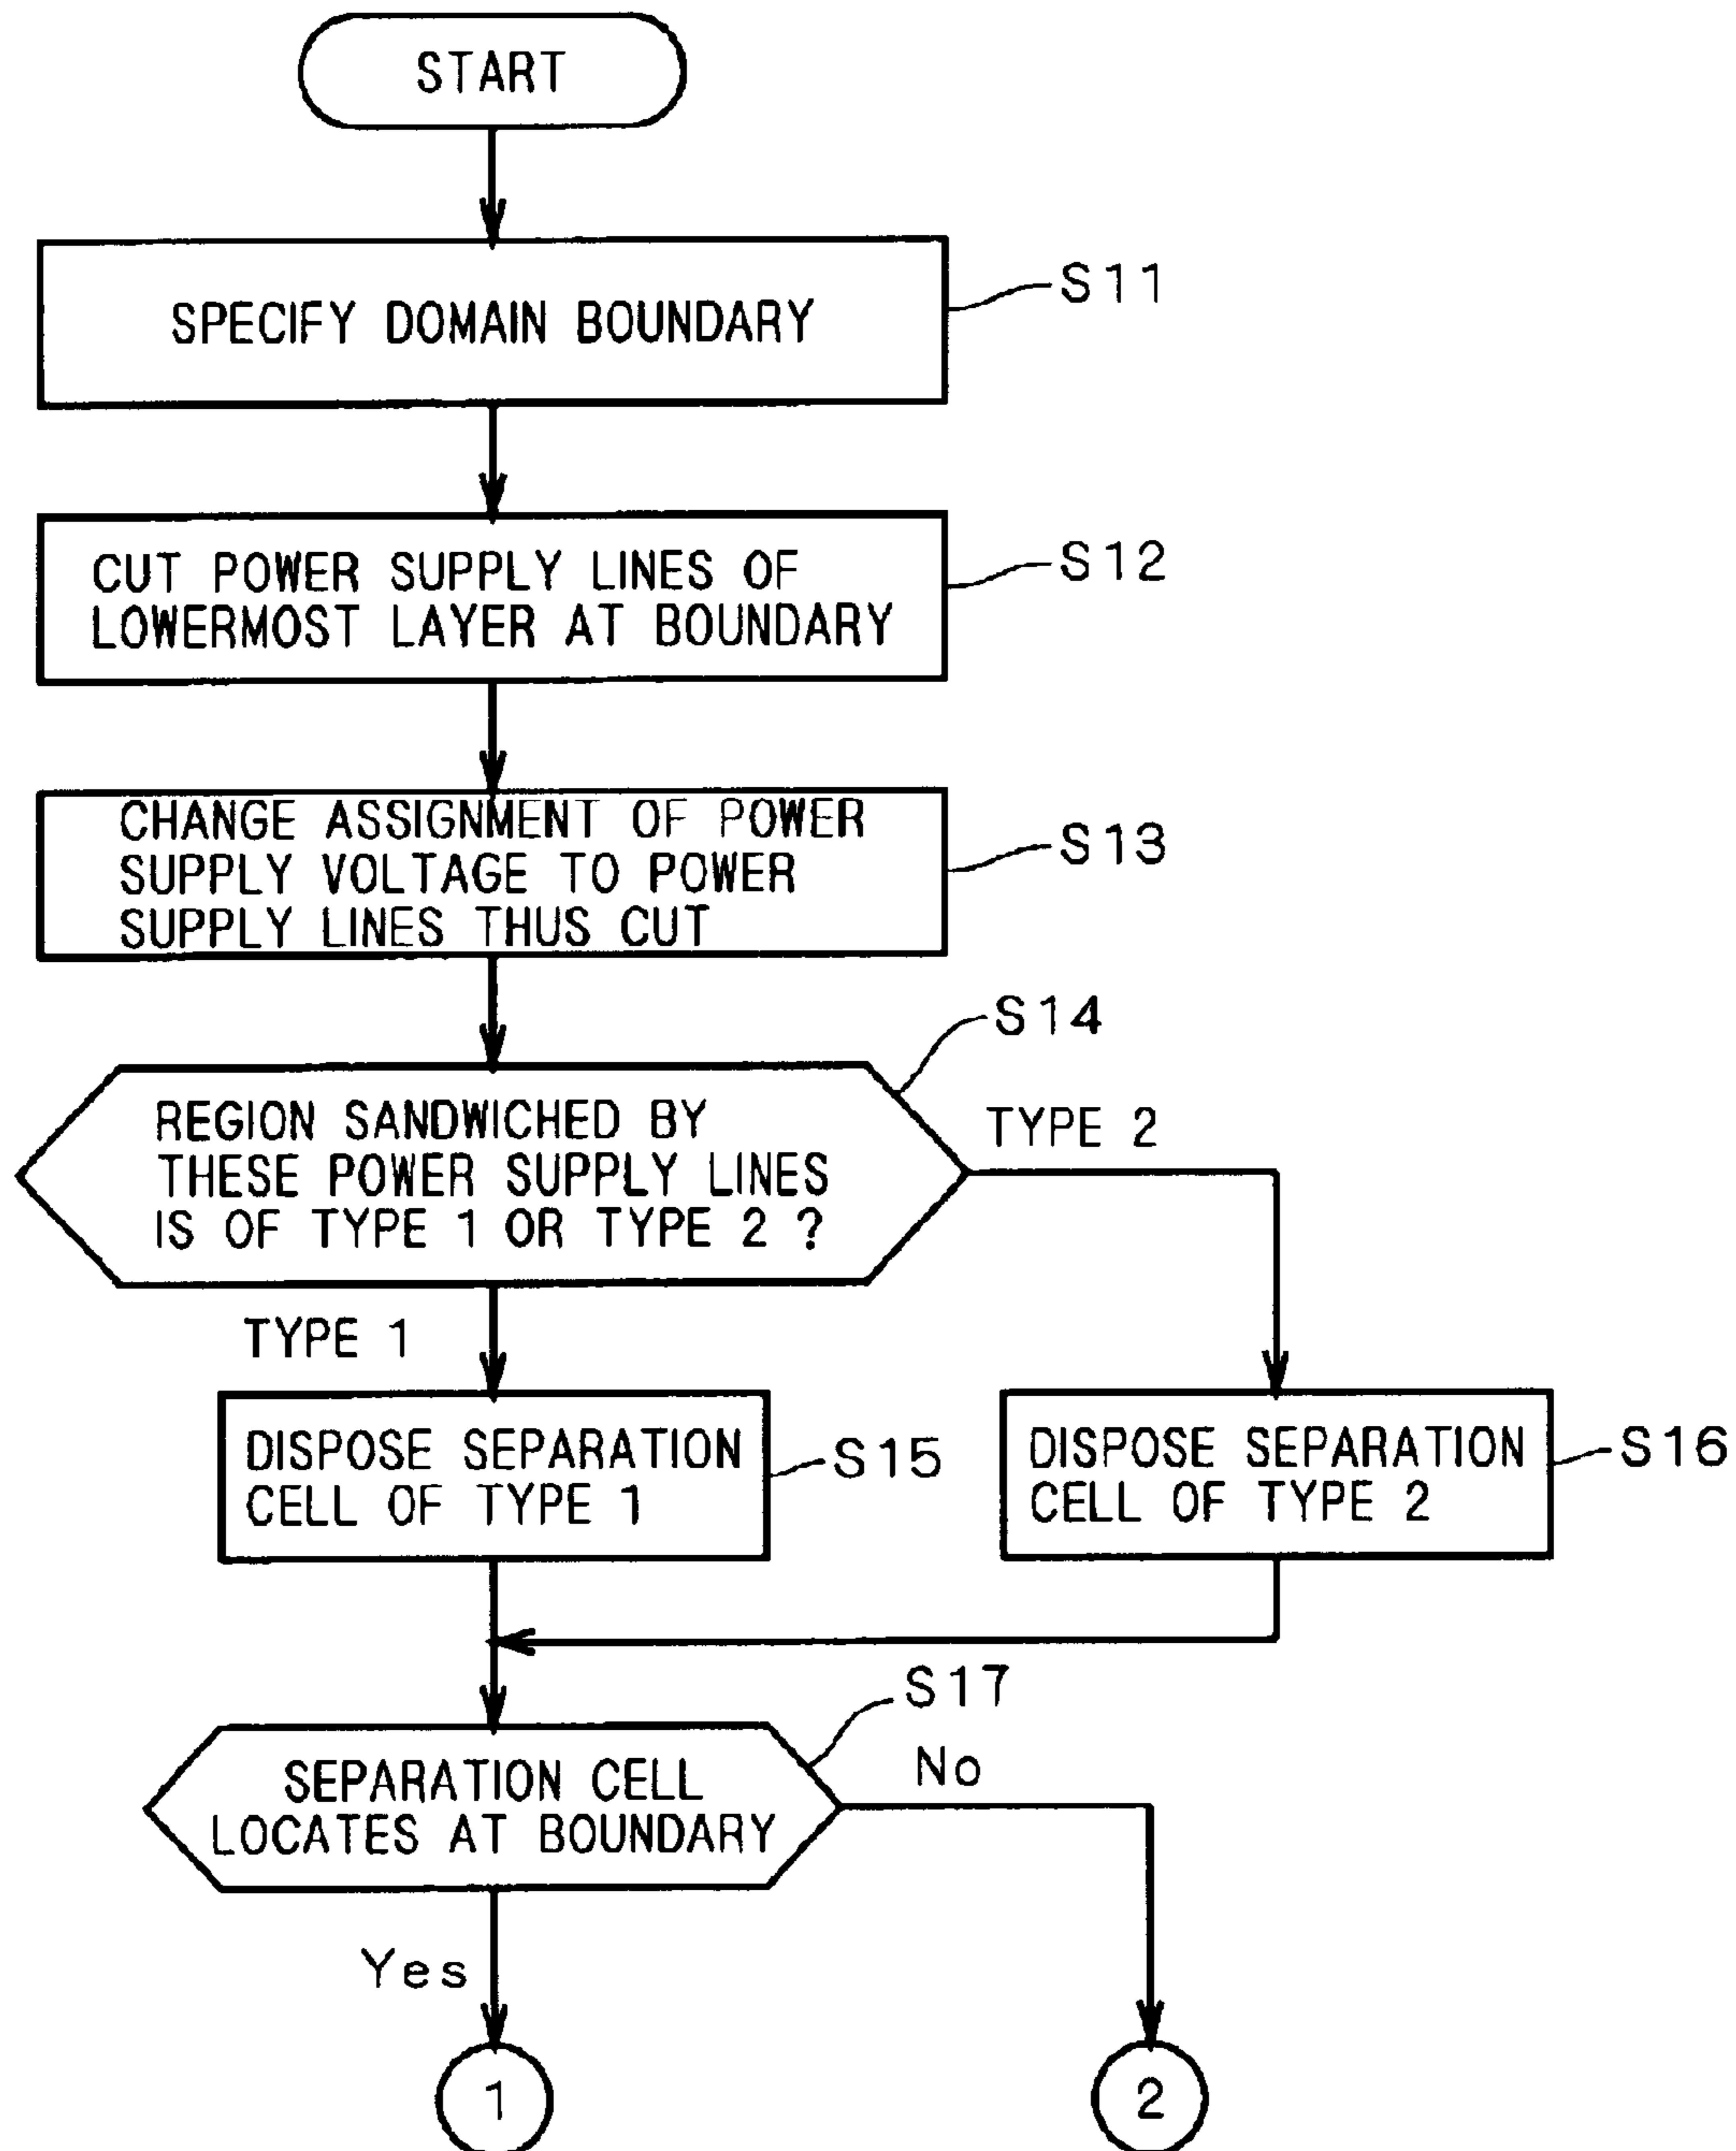 START
SPECIFY DOMAIN BOUNDARY
S11
CUT POWER SUPPLY LINES OF
LOWERMOST LAYER AT BOUNDARY
S12
CHANGE ASSIGNMENT OF POWER
SUPPLY VOLTAGE TO POWER
SUPPLY LINES THUS CUT
S13
S14
REGION SANDWICHED BY
THESE POWER SUPPLY LINES
IS OF TYPE 1 OR TYPE 2 ?
TYPE 2
TYPE 1
DISPOSE SEPARATION
CELL OF TYPE 1
S15
DISPOSE SEPARATION
CELL OF TYPE 2
S16
S17
SEPARATION CELL
LOCATES AT BOUNDARY
No
Yes
1
2